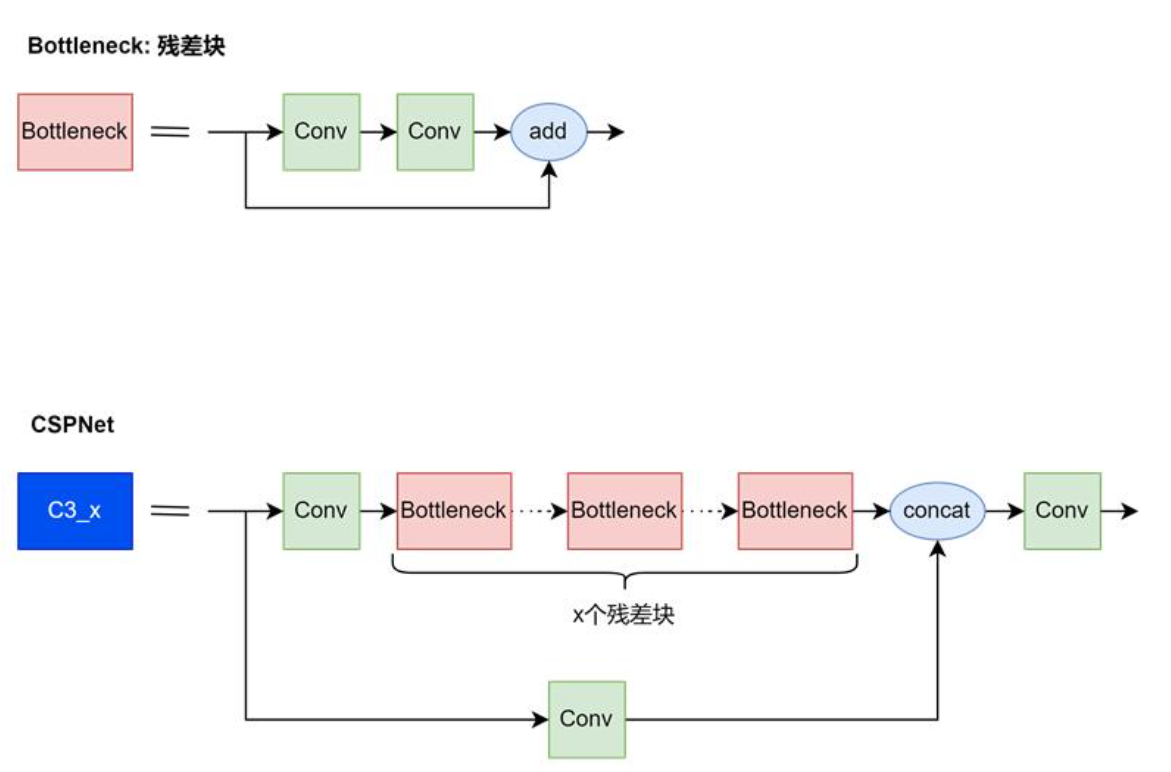 Bottleneck: 残差块
Bottleneck
Conv
Conv
add
CSPNet
C3_x
Conv
Bottleneck
Bottleneck
Bottleneck
concat
Conv
x个残差块
Conv